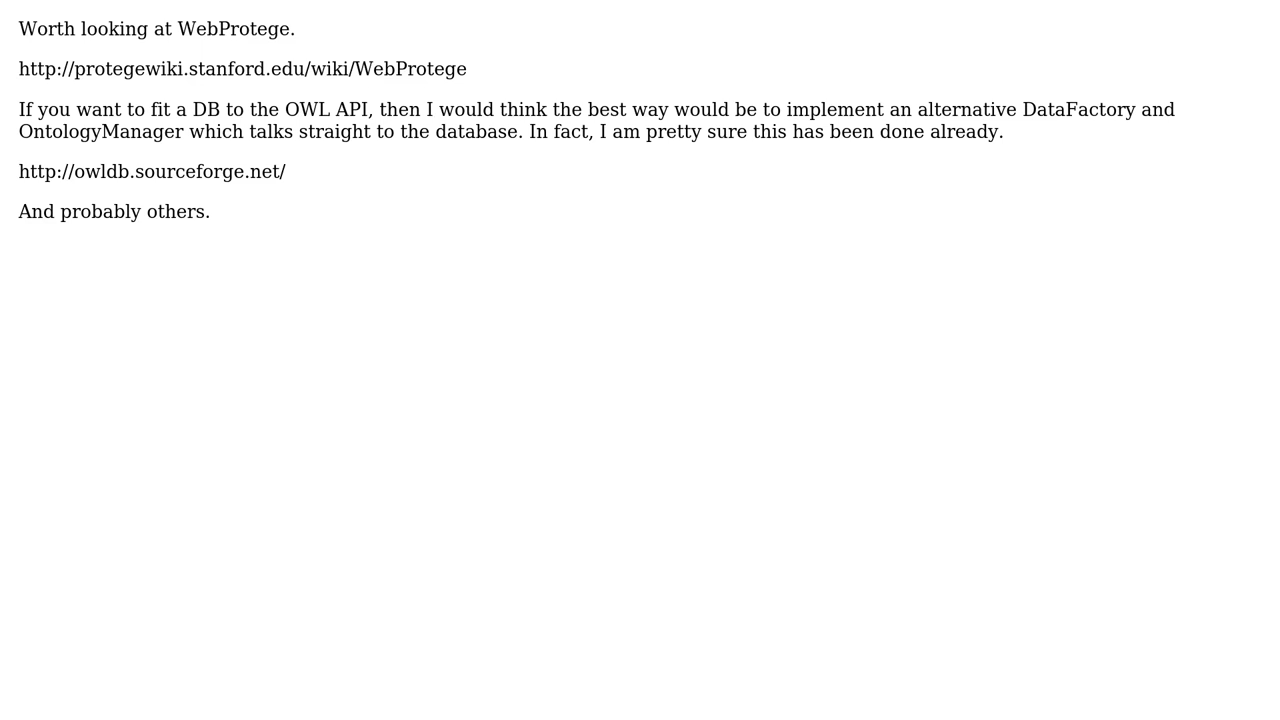 Worth looking at WebProtege.
http://protegewiki.stanford.edu/wiki/WebProtege
If you want to fit a DB to the OWL API, then I would think the best way would be to implement an alternative DataFactory and
OntologyManager which talks straight to the database. In fact, I am pretty sure this has been done already.
http://owldb.sourceforge.net/
And probably others.